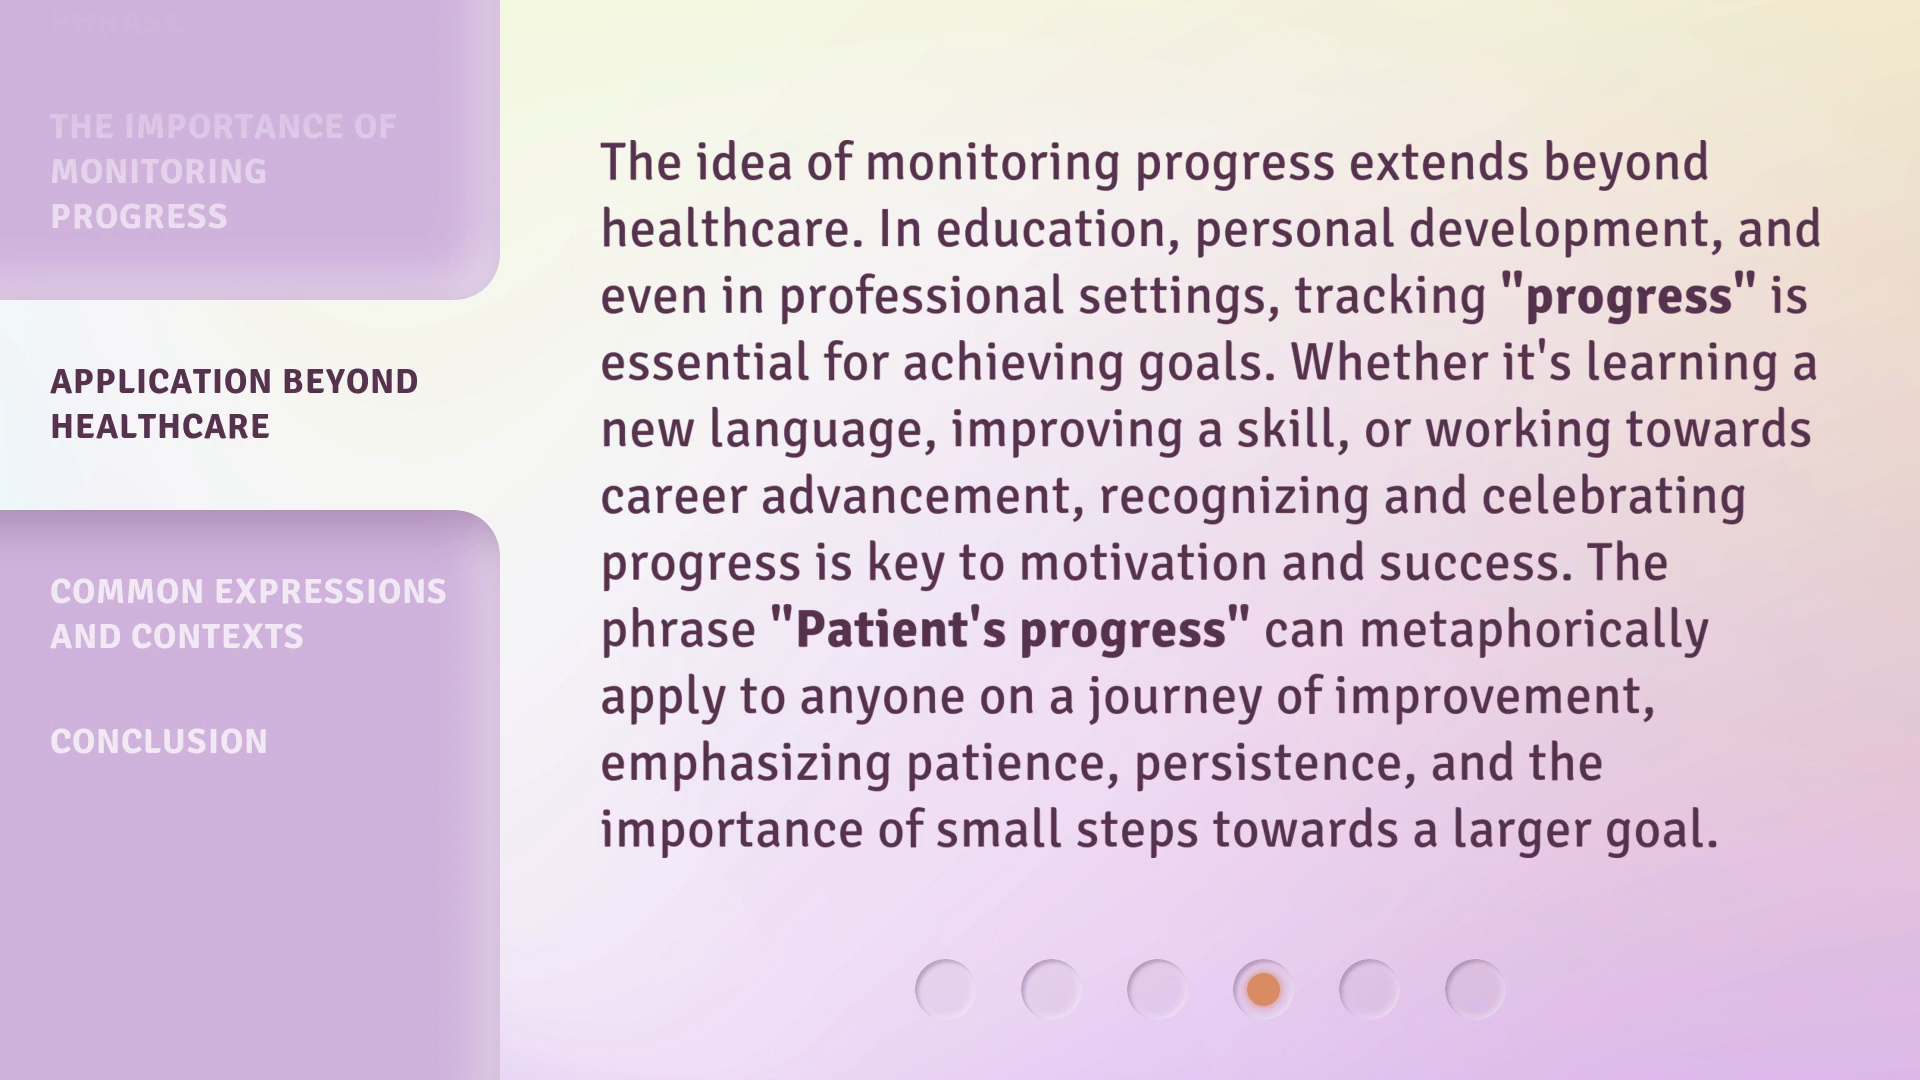 PHRASE
THE IMPORTANCE OF
MONITORING
PROGRESS
APPLICATION BEYOND
HEALTHCARE
COMMON EXPRESSIONS
AND CONTEXTS
CONCLUSION
The idea of monitoring progress extends beyond
healthcare. In education, personal development, and
even in professional settings, tracking "progress" is
essential for achieving goals. Whether it's learning a
new language, improving a skill, or working towards
career advancement, recognizing and celebrating
progress is key to motivation and success. The
phrase "Patient's progress" can metaphorically
apply to anyone on a journey of improvement,
emphasizing patience, persistence, and the
importance of small steps towards a larger goal.